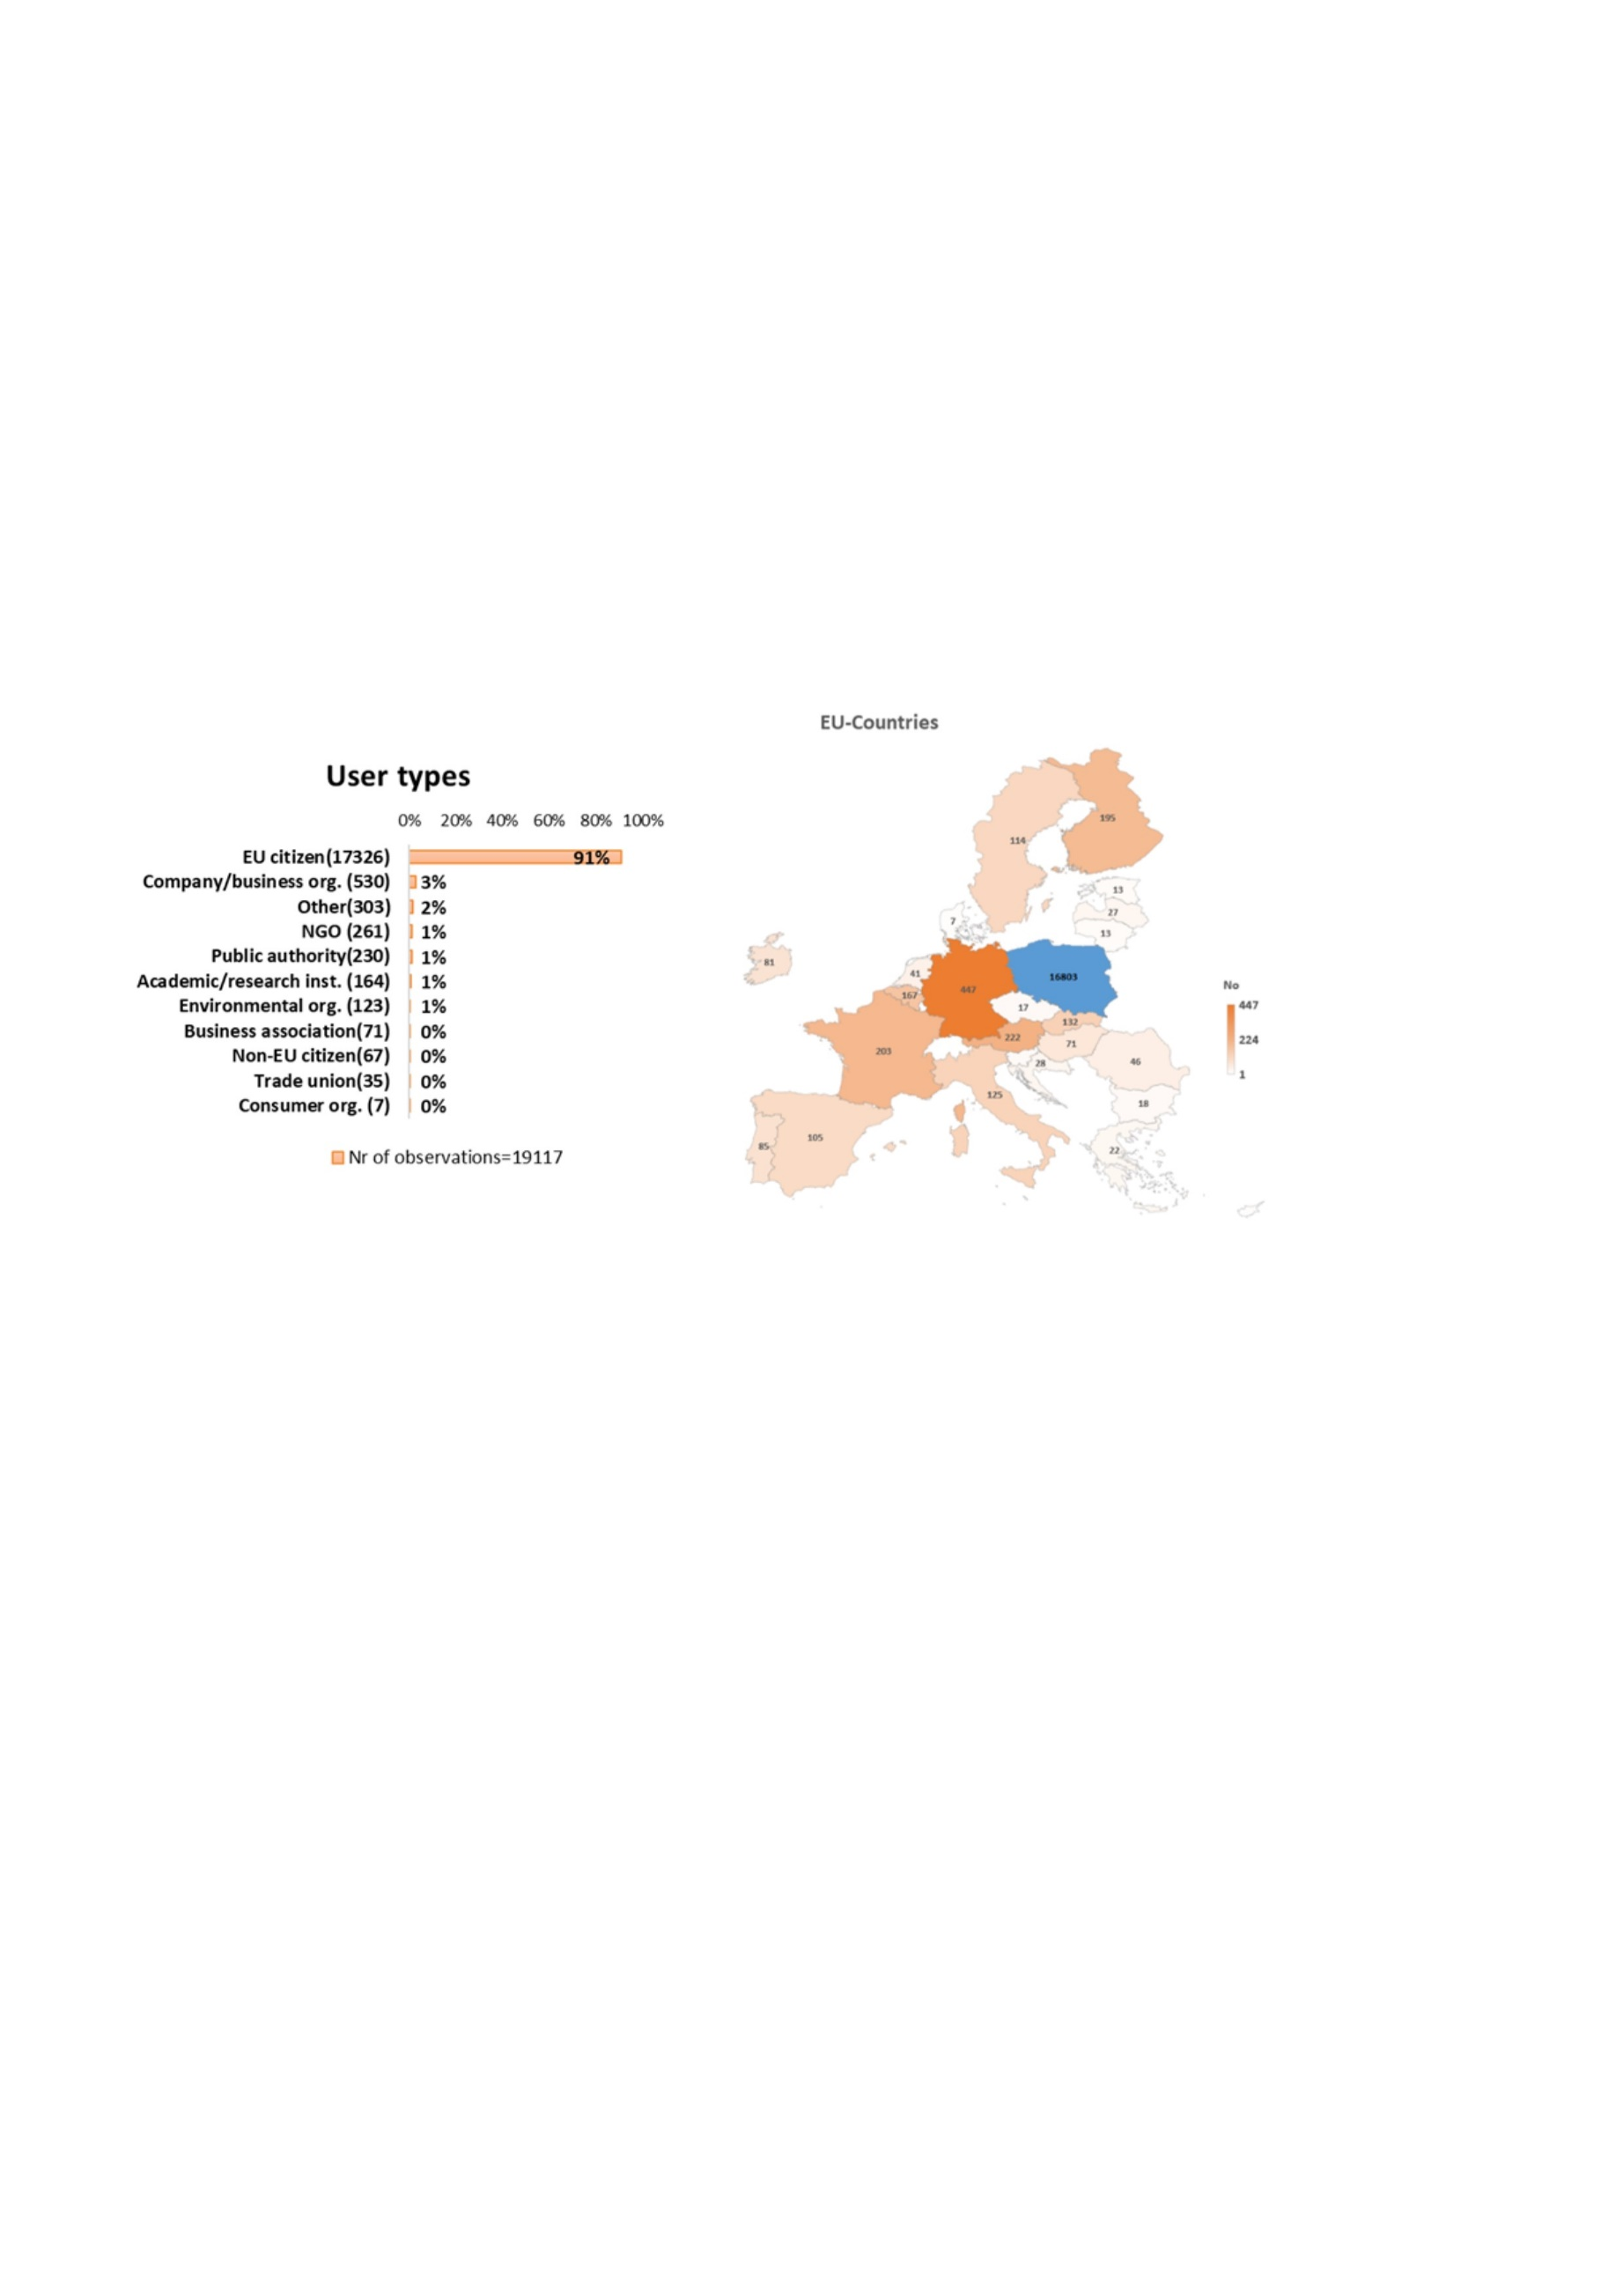 User types
0% 20% 40% 60% 80% 100%
EU citizen(17326) 91%
Company/business org. (530) 3%
Other(303) 2%
NGO (261) 1%
Public authority(230) 1%
Academic/research inst. (164) 1%
Environmental org. (123) 1%
Business association(71) 0%
Non-EU citizen(67) 0%
Trade union(35) 0%
Consumer org. (7) 0%
Nr of observations=19117
EU-Countries
195
114
13
27
7
13
81
41
447
16803
167
17
132
222
71
203
28
46
125
18
105
85
22
No
447
224
1